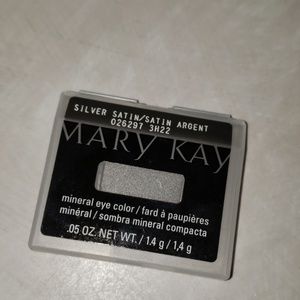 SILVER SATIN/SATIN ARGENT
026297 3H22
MARY KAY
mineral eye color / fard à paupières
minéral / sombra mineral compacta
.05 OZ. NET WT. / 1.4 g / 1,4 g